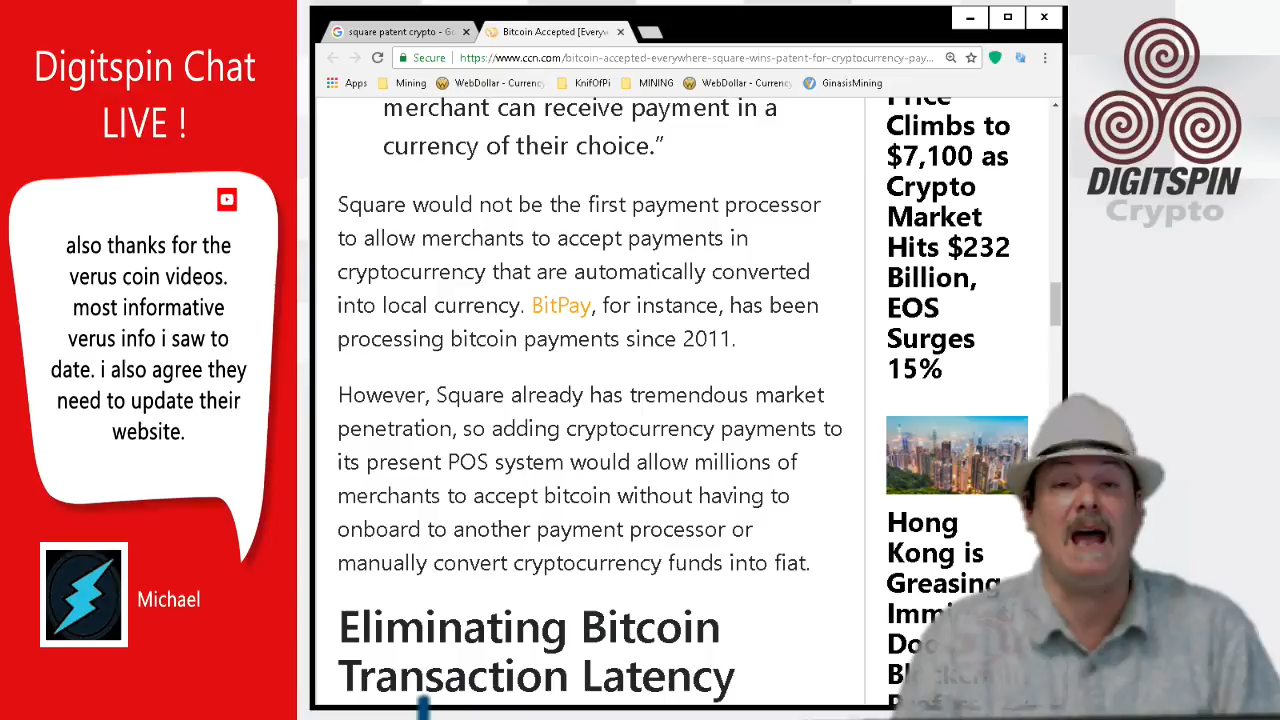 Digitspin Chat
LIVE !
also thanks for the
verus coin videos.
most informative
verus info i saw to
date. i also agree they
need to update their
website.
Michael
square patent crypto - Go
Bitcoin Accepted [Everyw
Secure
https://www.ccn.com/bitcoin-accepted-everywhere-square-wins-patent-for-cryptocurrency-pay...
Apps
Mining
WebDollar - Currency
KnifOfPi
MINING
WebDollar - Currency
GinasisMining
merchant can receive payment in a
currency of their choice.”
Square would not be the first payment processor
to allow merchants to accept payments in
cryptocurrency that are automatically converted
into local currency. BitPay, for instance, has been
processing bitcoin payments since 2011.
However, Square already has tremendous market
penetration, so adding cryptocurrency payments to
its present POS system would allow millions of
merchants to accept bitcoin without having to
onboard to another payment processor or
manually convert cryptocurrency funds into fiat.
Eliminating Bitcoin
Transaction Latency
Price
Climbs to
$7,100 as
Crypto
Market
Hits $232
Billion,
EOS
Surges
15%
Hong
Kong is
Greasing
DIGITSPIN
Crypto